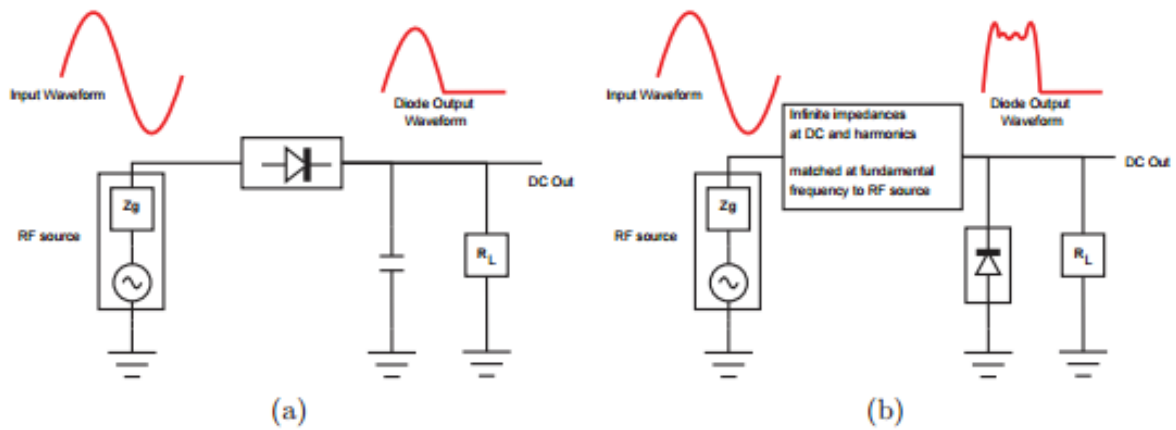 Input Waveform
Diode Output
Waveform
DC Out
Zg
RF source
RL
(a)
Input Waveform
Diode Output
Waveform
Infinite impedances
at DC and harmonics
matched at fundamental
frequency to RF source
DC Out
Zg
RF source
RL
(b)